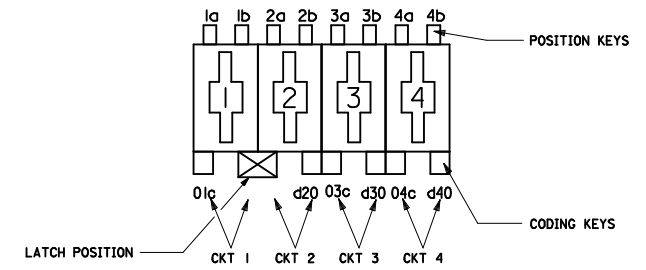 1a 1b 2a 2b 3a 3b 4a 4b
POSITION KEYS
1 2 3 4
01c d20 03c d30 04c d40
CODING KEYS
LATCH POSITION
CKT 1 CKT 2 CKT 3 CKT 4